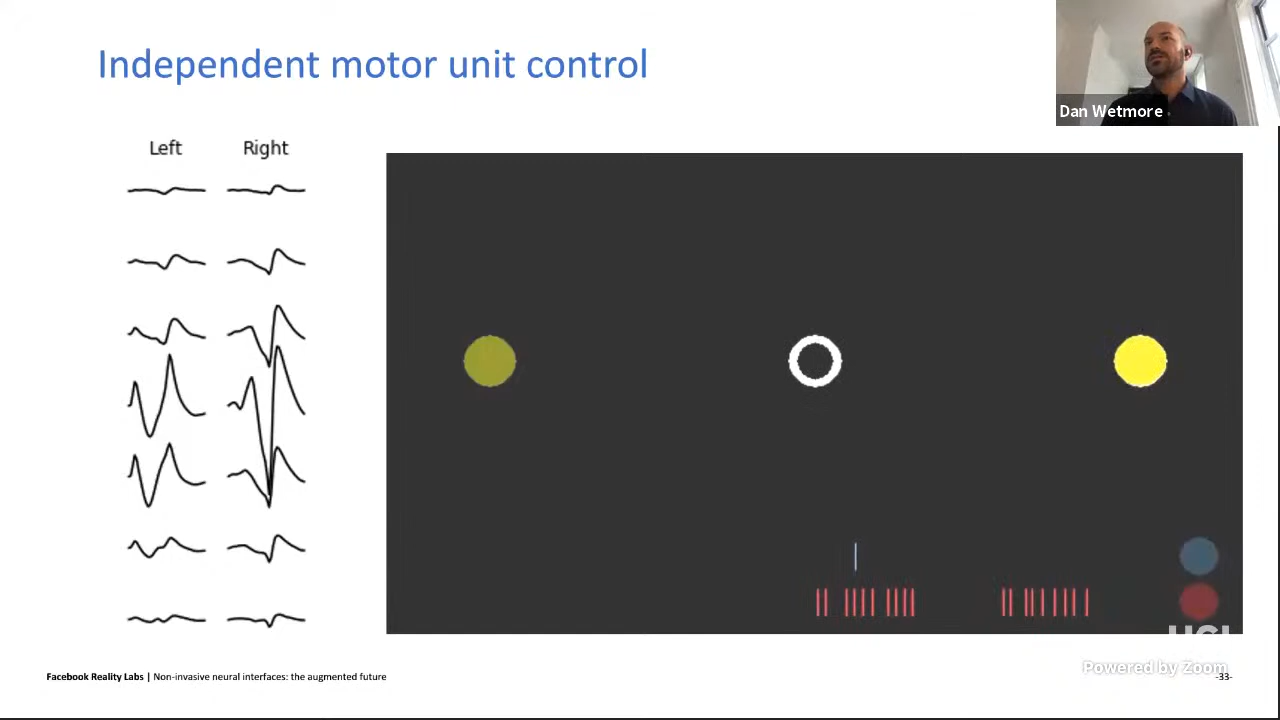 Independent motor unit control
Dan Wetmore
Left Right
UCI
Powered by Zoom
Facebook Reality Labs | Non-invasive neural interfaces: the augmented future
-33-